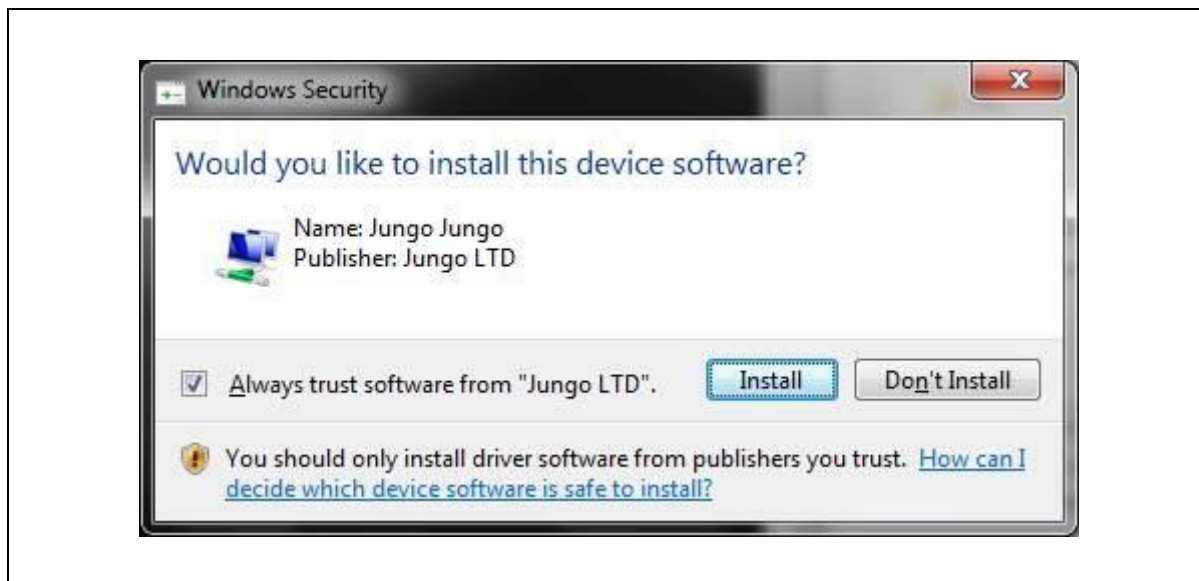 Windows Security
Would you like to install this device software?
Name: Jungo Jungo
Publisher: Jungo LTD
Always trust software from "Jungo LTD".
Install
Don't Install
You should only install driver software from publishers you trust. How can I
decide which device software is safe to install?